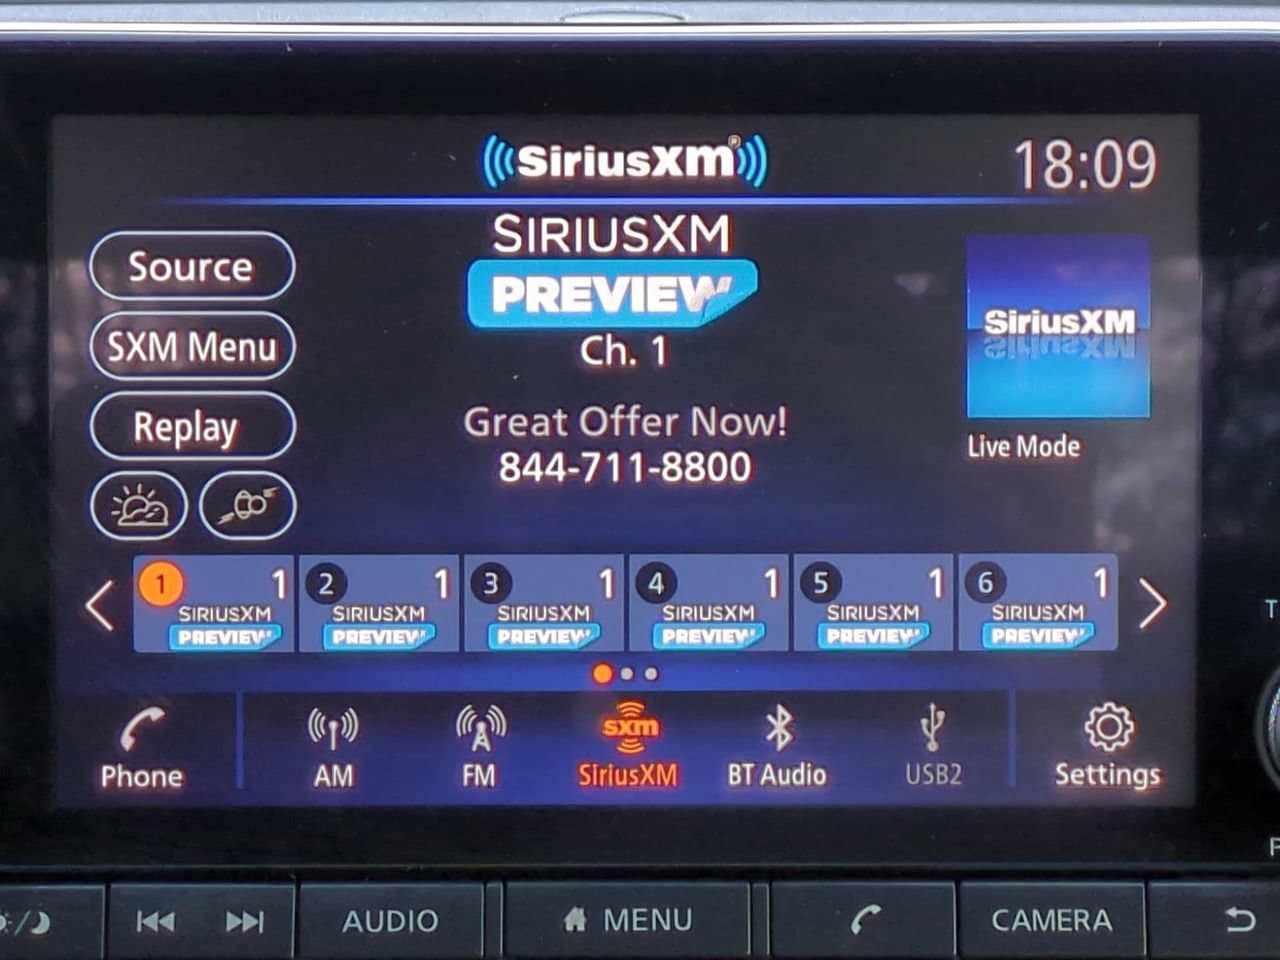 SiriusXM®
18:09
SIRIUSXM
PREVIEW
Ch. 1
Great Offer Now!
844-711-8800
Source
SXM Menu
Replay
SiriusXM
Live Mode
1 1
SIRIUSXM
PREVIEW
2 1
SIRIUSXM
PREVIEW
3 1
SIRIUSXM
PREVIEW
4 1
SIRIUSXM
PREVIEW
5 1
SIRIUSXM
PREVIEW
6 1
SIRIUSXM
PREVIEW
Phone
AM
FM
sxm
SiriusXM
BT Audio
USB2
Settings
AUDIO
MENU
CAMERA